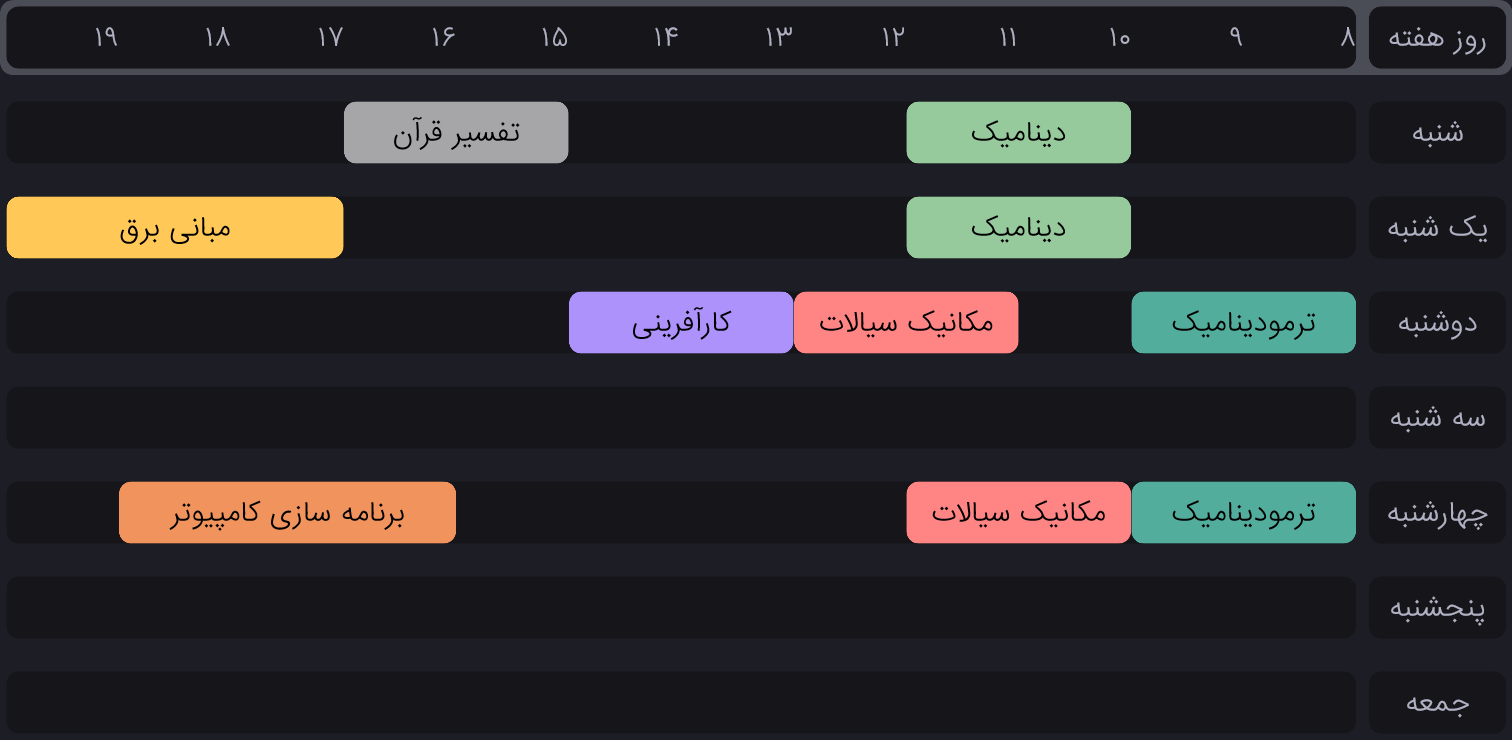 روز هفته ۸ ۹ ۱۰ ۱۱ ۱۲ ۱۳ ۱۴ ۱۵ ۱۶ ۱۷ ۱۸ ۱۹
شنبه دینامیک تفسیر قرآن
یک شنبه دینامیک مبانی برق
دوشنبه ترمودینامیک مکانیک سیالات کارآفرینی
سه شنبه
چهارشنبه ترمودینامیک مکانیک سیالات برنامه سازی کامپیوتر
پنجشنبه
جمعه